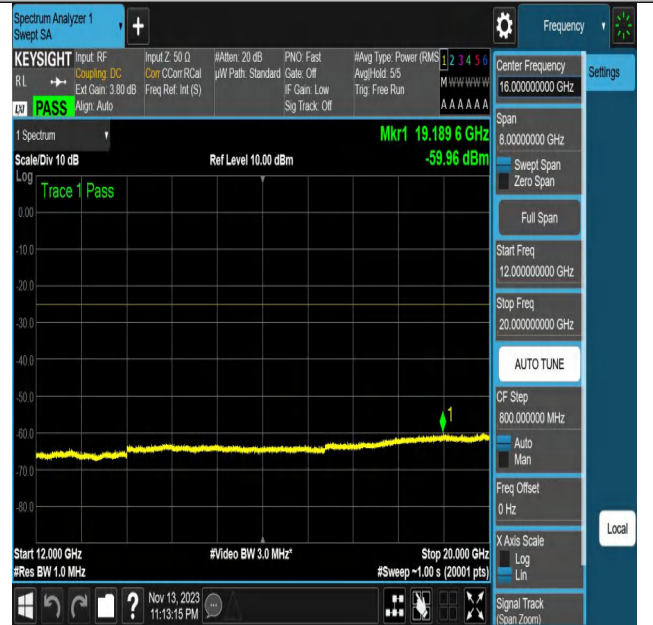 Spectrum Analyzer 1
Swept SA
+
Frequency
KEYSIGHT
RL
LXI
PASS
Input: RF
Coupling: DC
Ext Gain: 3.80 dB
Align: Auto
Input Z: 50 Ω
Corr CCorr RCal
Freq Ref: Int (S)
#Atten: 20 dB
µW Path: Standard
PNO: Fast
Gate: Off
IF Gain: Low
Sig Track: Off
#Avg Type: Power (RMS
Avg|Hold: 5/5
Trig: Free Run
1 2 3 4 5 6
M W W W W W
A A A A A A
1 Spectrum
Scale/Div 10 dB
Ref Level 10.00 dBm
Mkr1 19.189 6 GHz
-59.96 dBm
Log
Trace 1 Pass
0.00
-10.0
-20.0
-30.0
-40.0
-50.0
-60.0
-70.0
-80.0
1
Start 12.000 GHz
#Res BW 1.0 MHz
#Video BW 3.0 MHz*
Stop 20.000 GHz
#Sweep ~1.00 s (20001 pts)
?
Nov 13, 2023
11:13:15 PM
Center Frequency
16.000000000 GHz
Span
8.00000000 GHz
Swept Span
Zero Span
Full Span
Start Freq
12.000000000 GHz
Stop Freq
20.000000000 GHz
AUTO TUNE
CF Step
800.000000 MHz
Auto
Man
Freq Offset
0 Hz
X Axis Scale
Log
Lin
Signal Track
(Span Zoom)
Settings
Local